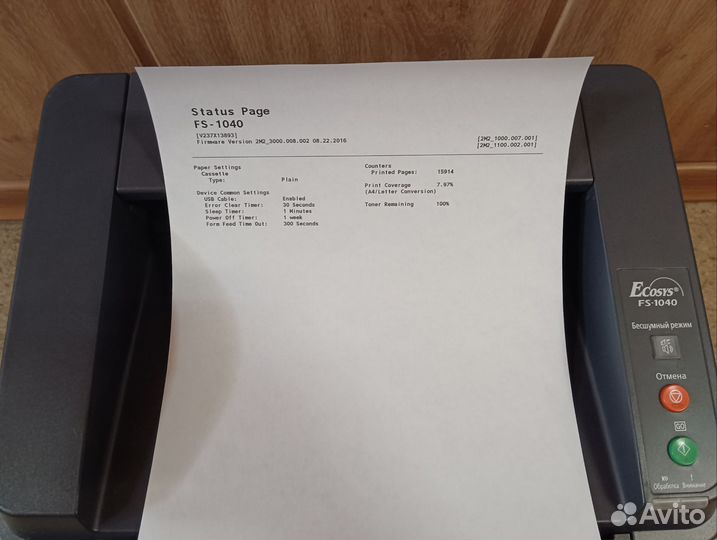 Status Page
FS-1040
[V237X13893]
Firmware Version 2M2_3000.008.002 08.22.2016
[2M2_1000.007.001]
[2M2_1100.002.001]
Paper Settings
Cassette
Type: Plain
Device Common Settings
USB Cable: Enabled
Error Clear Timer: 30 Seconds
Sleep Timer: 1 Minutes
Power Off Timer: 1 week
Form Feed Time Out: 300 Seconds
Counters
Printed Pages: 15914
Print Coverage 7.97%
(A4/Letter Conversion)
Toner Remaining 100%
ECOSYS®
FS-1040
Бесшумный режим
Отмена
GO
Обработка Внимание
Avito